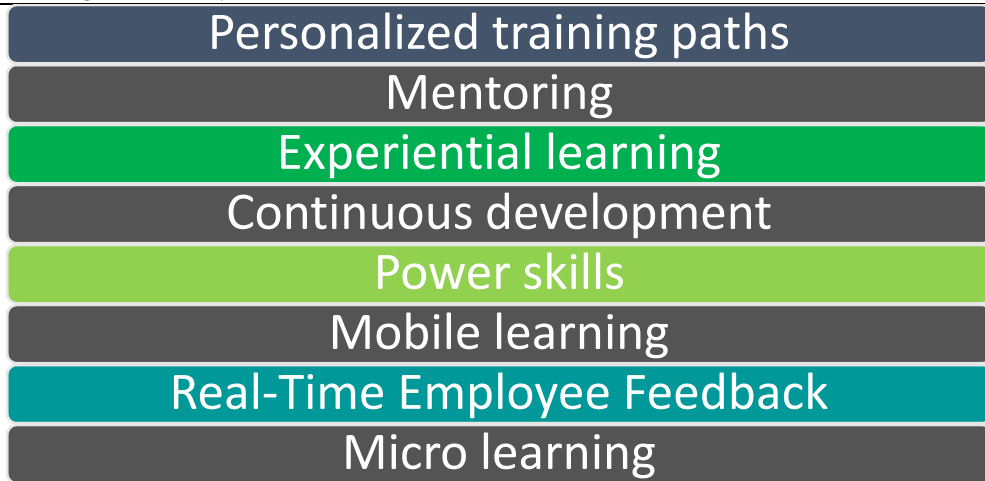 Personalized training paths
Mentoring
Experiential learning
Continuous development
Power skills
Mobile learning
Real-Time Employee Feedback
Micro learning